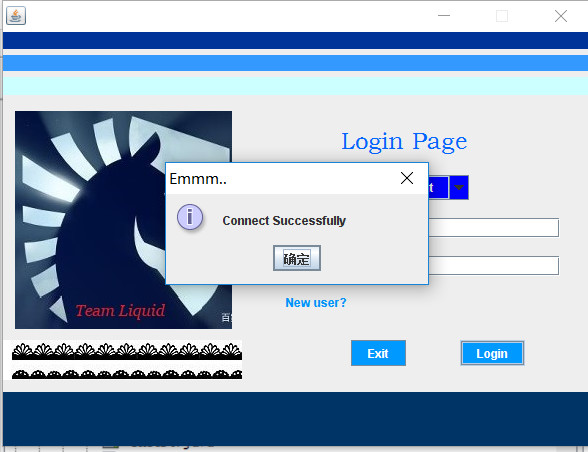 Login Page
Emmm..
t
Connect Successfully
确定
Team Liquid
New user?
Exit
Login